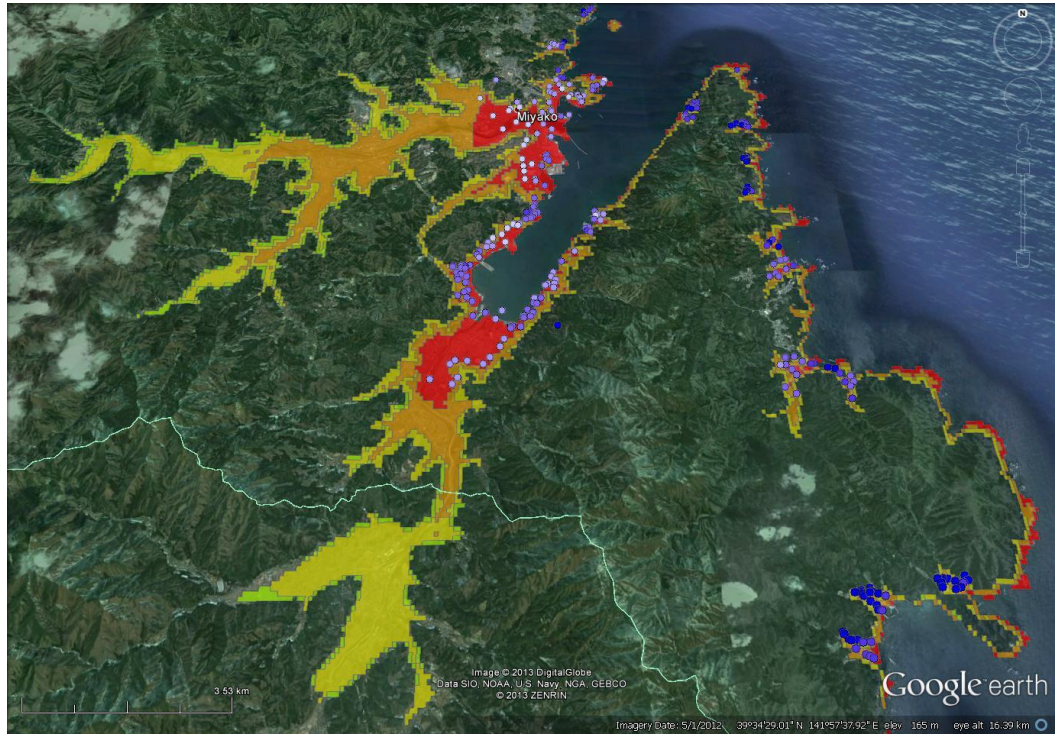 N
Miyako
Image © 2013 DigitalGlobe
Data SIO, NOAA, U.S. Navy, NGA, GEBCO
© 2013 ZENRIN
Google earth
3.53 km
Imagery Date: 5/1/2012 39°34'29.01" N 141°57'37.92" E elev 165 m eye alt 16.39 km